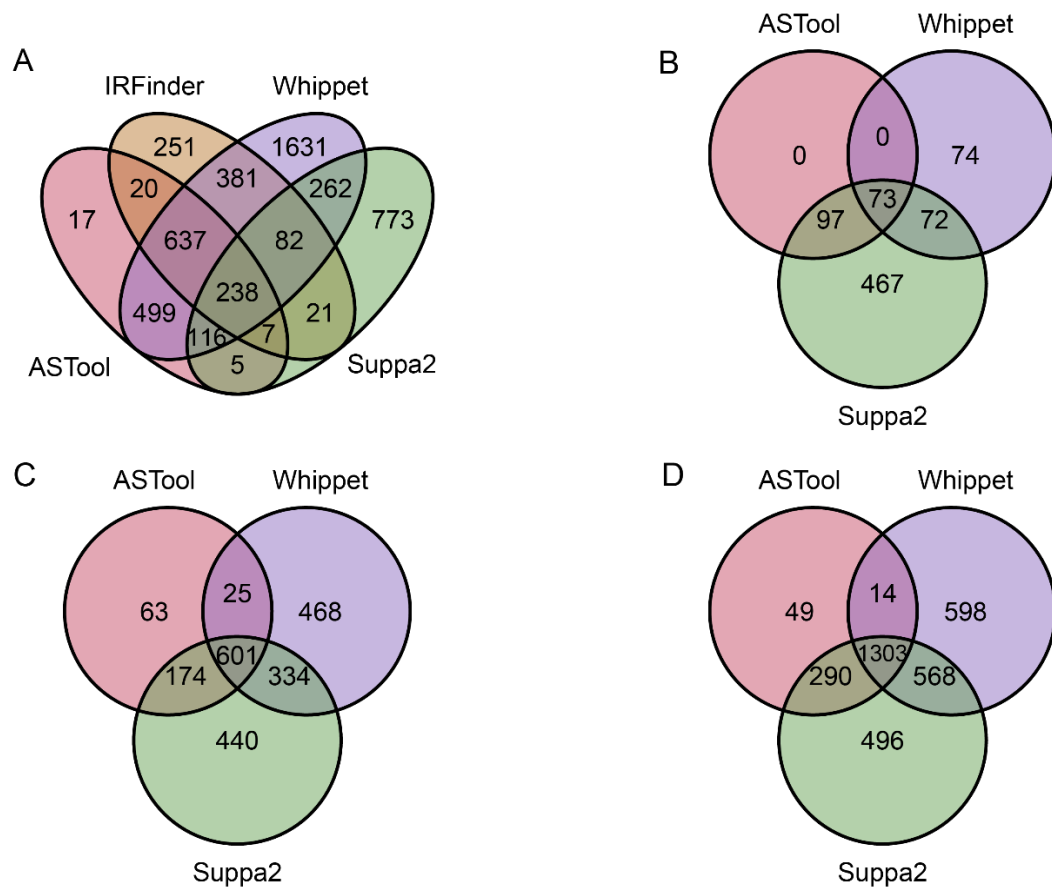 A
IRFinder Whippet
251 1631
20 381 262
17 773
637 82
238
499 21
116 7
5
ASTool Suppa2
B
ASTool Whippet
0
0 74
73
97 72
467
Suppa2
C
ASTool Whippet
25
63 468
601
174 334
440
Suppa2
D
ASTool Whippet
14
49 598
1303
290 568
496
Suppa2